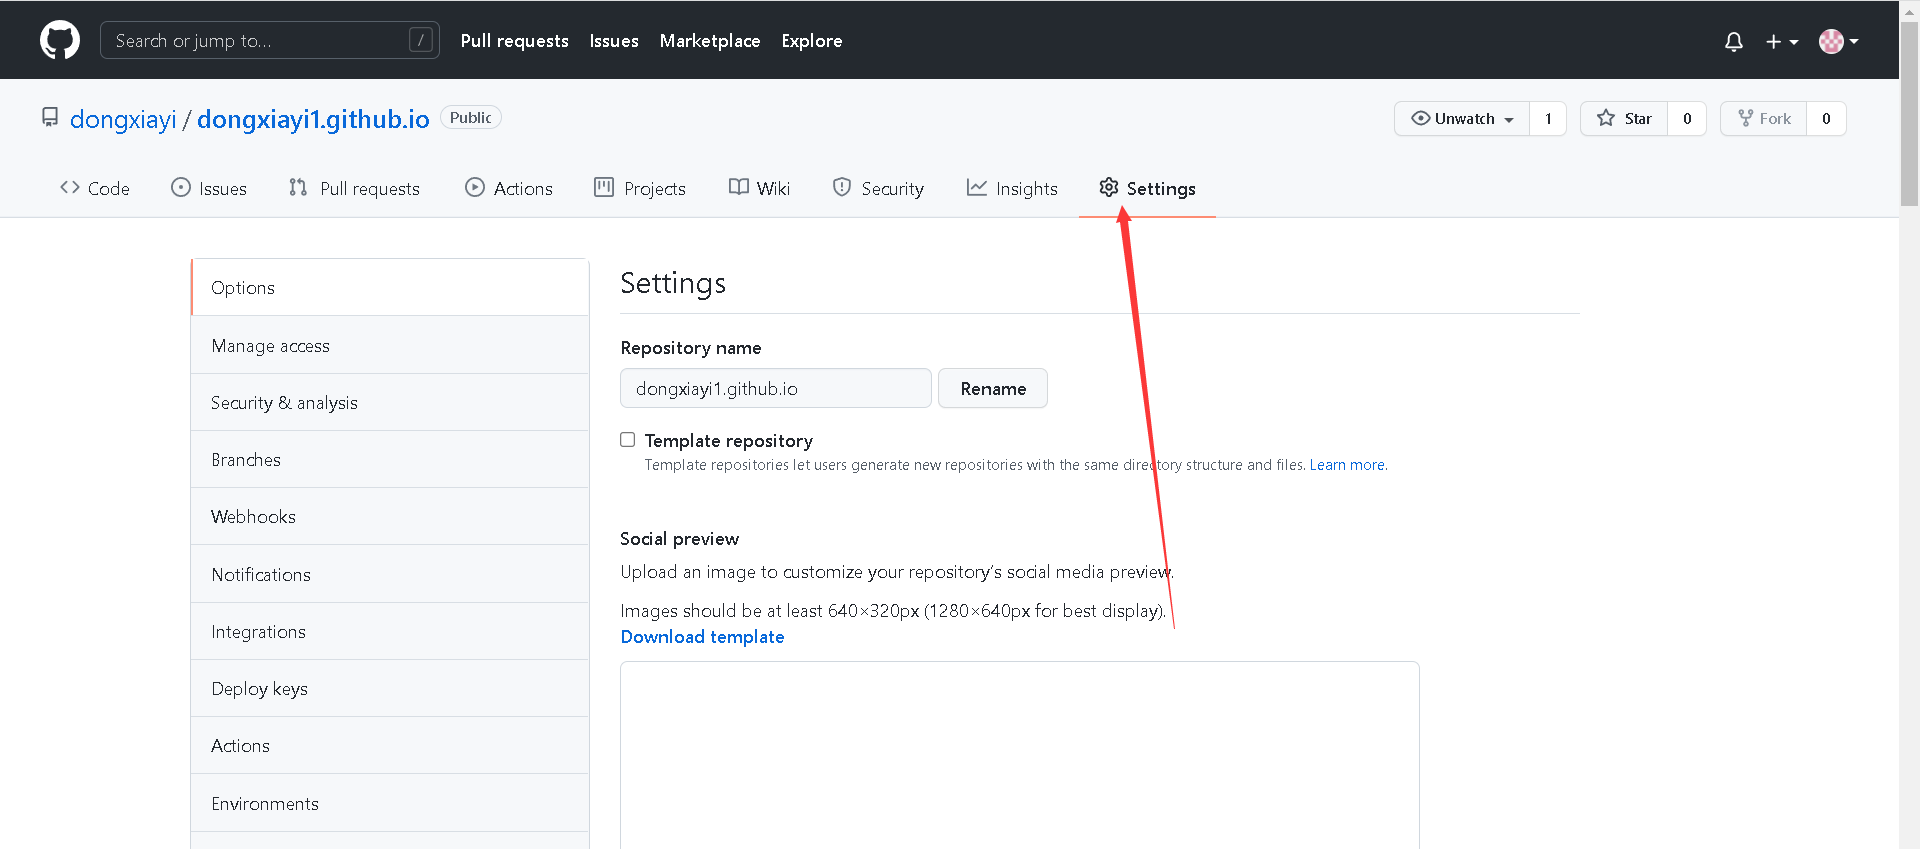 Search or jump to... / Pull requests Issues Marketplace Explore
dongxiayi / dongxiayi1.github.io Public Unwatch 1 Star 0 Fork 0
Code Issues Pull requests Actions Projects Wiki Security Insights Settings
Options
Manage access
Security & analysis
Branches
Webhooks
Notifications
Integrations
Deploy keys
Actions
Environments
Settings
Repository name
dongxiayi1.github.io Rename
Template repository
Template repositories let users generate new repositories with the same directory structure and files. Learn more.
Social preview
Upload an image to customize your repository's social media preview.
Images should be at least 640×320px (1280×640px for best display).
Download template